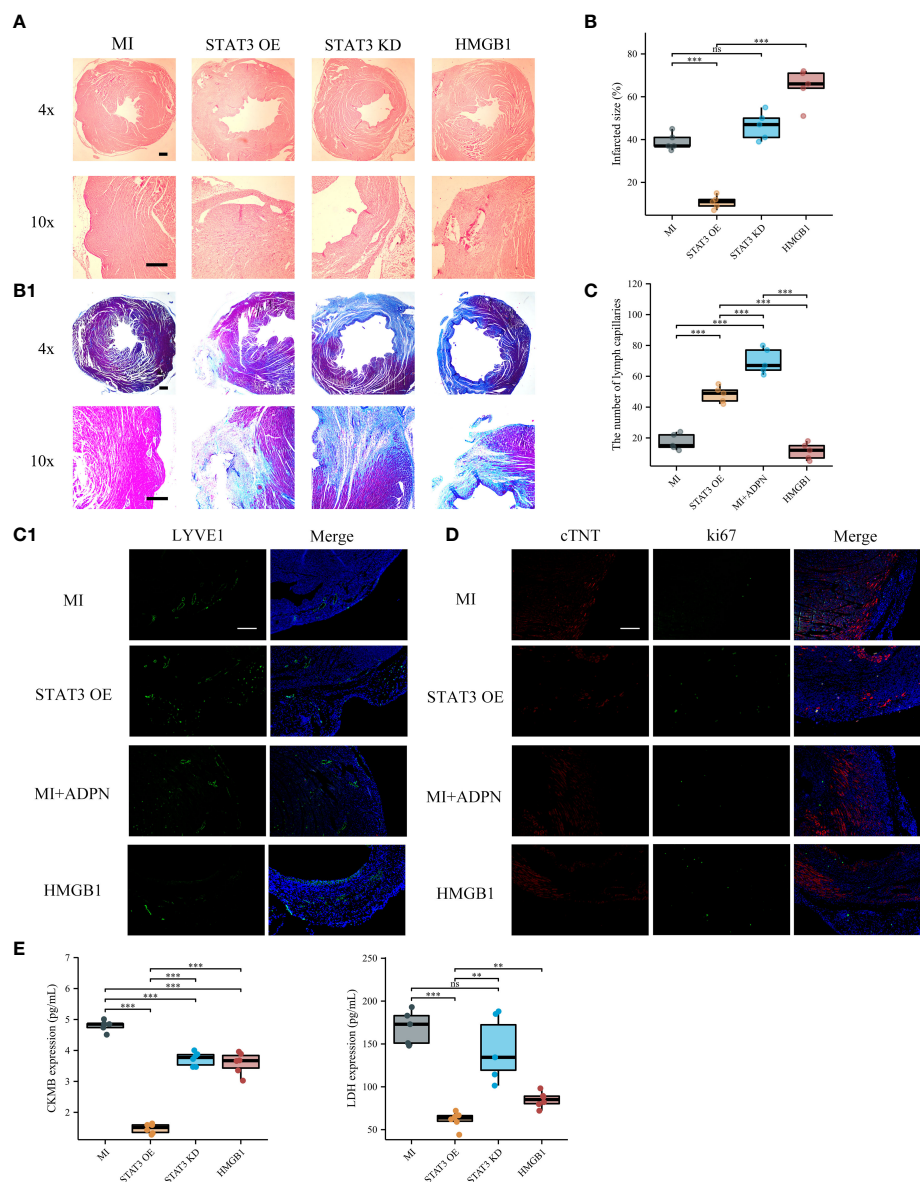 A
MI
STAT3 OE
STAT3 KD
HMGB1
4x
10x
B1
4x
10x
B
Infarcted size (%)
80
60
40
20
***
ns
***
MI
STAT3 OE
STAT3 KD
HMGB1
C
The number of lymph capillaries
120
100
80
60
40
20
***
***
***
***
***
MI
STAT3 OE
MI+ADPN
HMGB1
C1
LYVE1
Merge
MI
STAT3 OE
MI+ADPN
HMGB1
D
cTNT
ki67
Merge
MI
STAT3 OE
MI+ADPN
HMGB1
E
CKMB expression (pg/mL)
7
6
5
4
3
2
***
***
***
***
***
MI
STAT3 OE
STAT3 KD
HMGB1
LDH expression (pg/mL)
250
200
150
100
50
**
**
ns
***
MI
STAT3 OE
STAT3 KD
HMGB1